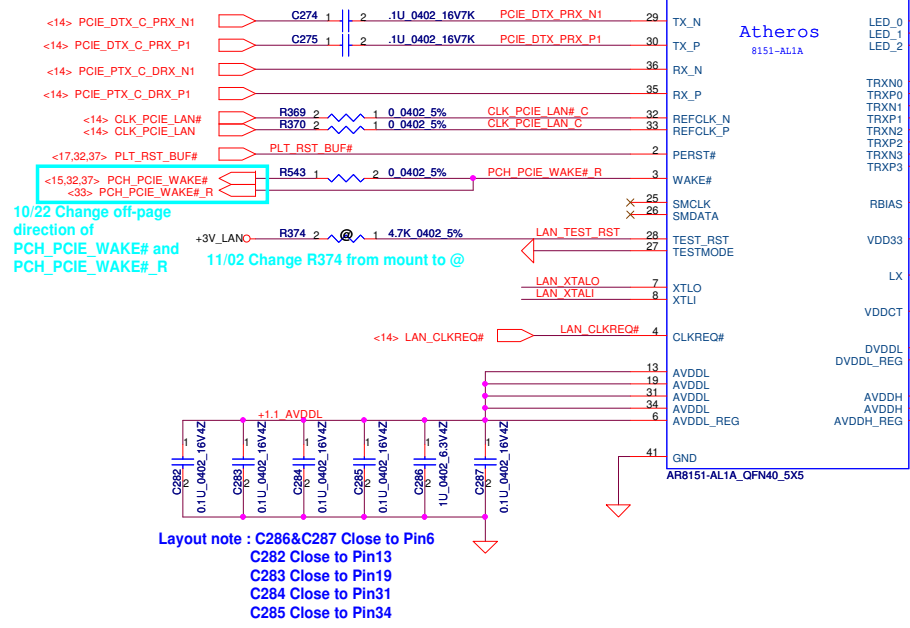 <14> PCIE_DTX_C_PRX_N1 C274 1 2 .1U_0402_16V7K PCIE_DTX_PRX_N1 29 TX_N
<14> PCIE_DTX_C_PRX_P1 C275 1 2 .1U_0402_16V7K PCIE_DTX_PRX_P1 30 TX_P
<14> PCIE_PTX_C_DRX_N1 36 RX_N
<14> PCIE_PTX_C_DRX_P1 35 RX_P
<14> CLK_PCIE_LAN# R369 2 1 0_0402_5% CLK_PCIE_LAN#_C 32 REFCLK_N
<14> CLK_PCIE_LAN R370 2 1 0_0402_5% CLK_PCIE_LAN_C 33 REFCLK_P
<17,32,37> PLT_RST_BUF# PLT_RST_BUF# 2 PERST#
<15,32,37> PCH_PCIE_WAKE# R543 1 2 0_0402_5% PCH_PCIE_WAKE#_R 3 WAKE#
<33> PCH_PCIE_WAKE#_R
25 SMCLK
26 SMDATA
10/22 Change off-page
direction of
PCH_PCIE_WAKE# and
PCH_PCIE_WAKE#_R
+3V_LAN R374 2 @ 1 4.7K_0402_5% LAN_TEST_RST 28 TEST_RST
27 TESTMODE
11/02 Change R374 from mount to @
LAN_XTALO 7 XTLO
LAN_XTALI 8 XTLI
<14> LAN_CLKREQ# LAN_CLKREQ# 4 CLKREQ#
13 AVDDL
19 AVDDL
31 AVDDL
34 AVDDL
6 AVDDL_REG
41 GND
Atheros
8151-AL1A
LED_0
LED_1
LED_2
TRXN0
TRXP0
TRXN1
TRXP1
TRXN2
TRXP2
TRXN3
TRXP3
RBIAS
VDD33
LX
VDDCT
DVDDL
DVDDL_REG
AVDDH
AVDDH
AVDDH_REG
AR8151-AL1A_QFN40_5X5
+1.1_AVDDL
C282 1 2 0.1U_0402_16V4Z
C283 1 2 0.1U_0402_16V4Z
C284 1 2 0.1U_0402_16V4Z
C285 1 2 0.1U_0402_16V4Z
C286 1 2 1U_0402_6.3V4Z
C287 1 2 0.1U_0402_16V4Z
Layout note : C286&C287 Close to Pin6
C282 Close to Pin13
C283 Close to Pin19
C284 Close to Pin31
C285 Close to Pin34